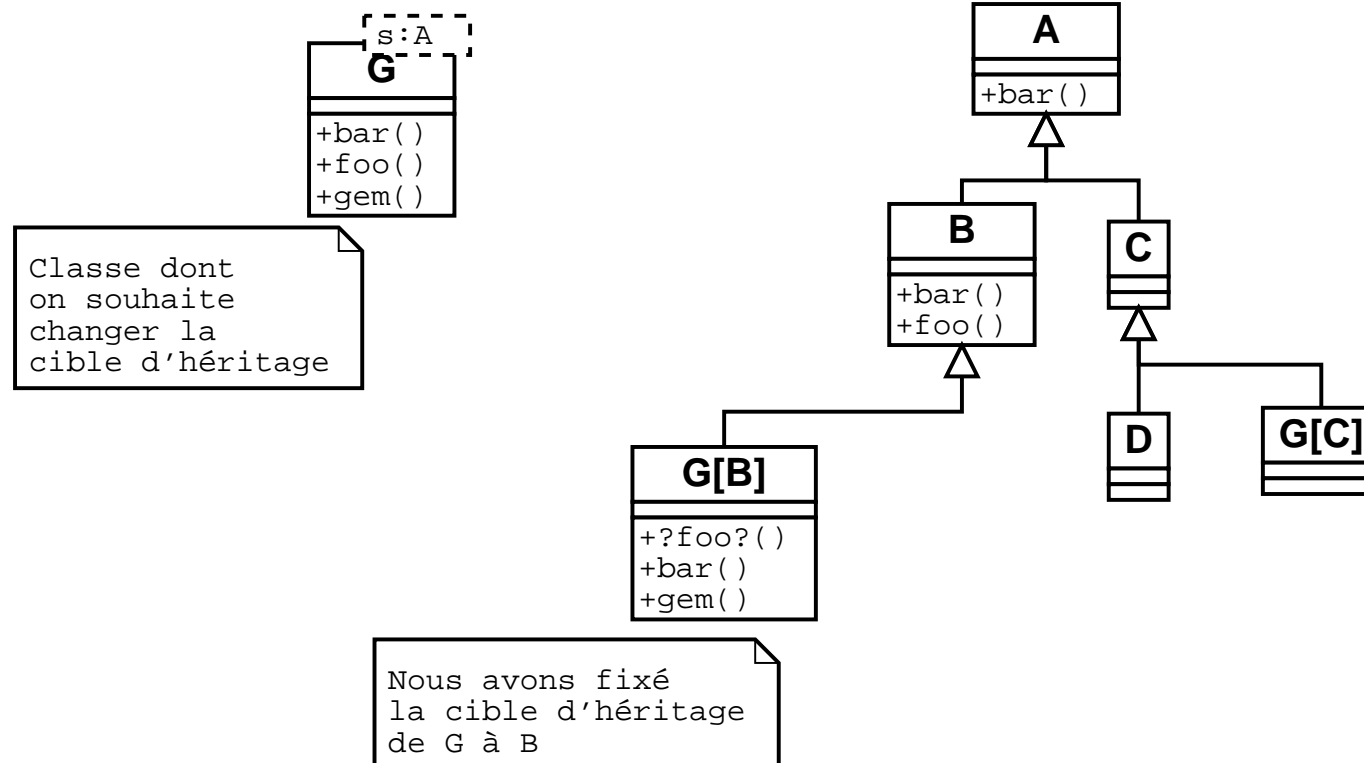 s:A
G
+bar()
+foo()
+gem()
Classe dont
on souhaite
changer la
cible d'héritage
A
+bar()
B
+bar()
+foo()
C
D
G[C]
G[B]
+?foo?()
+bar()
+gem()
Nous avons fixé
la cible d'héritage
de G à B